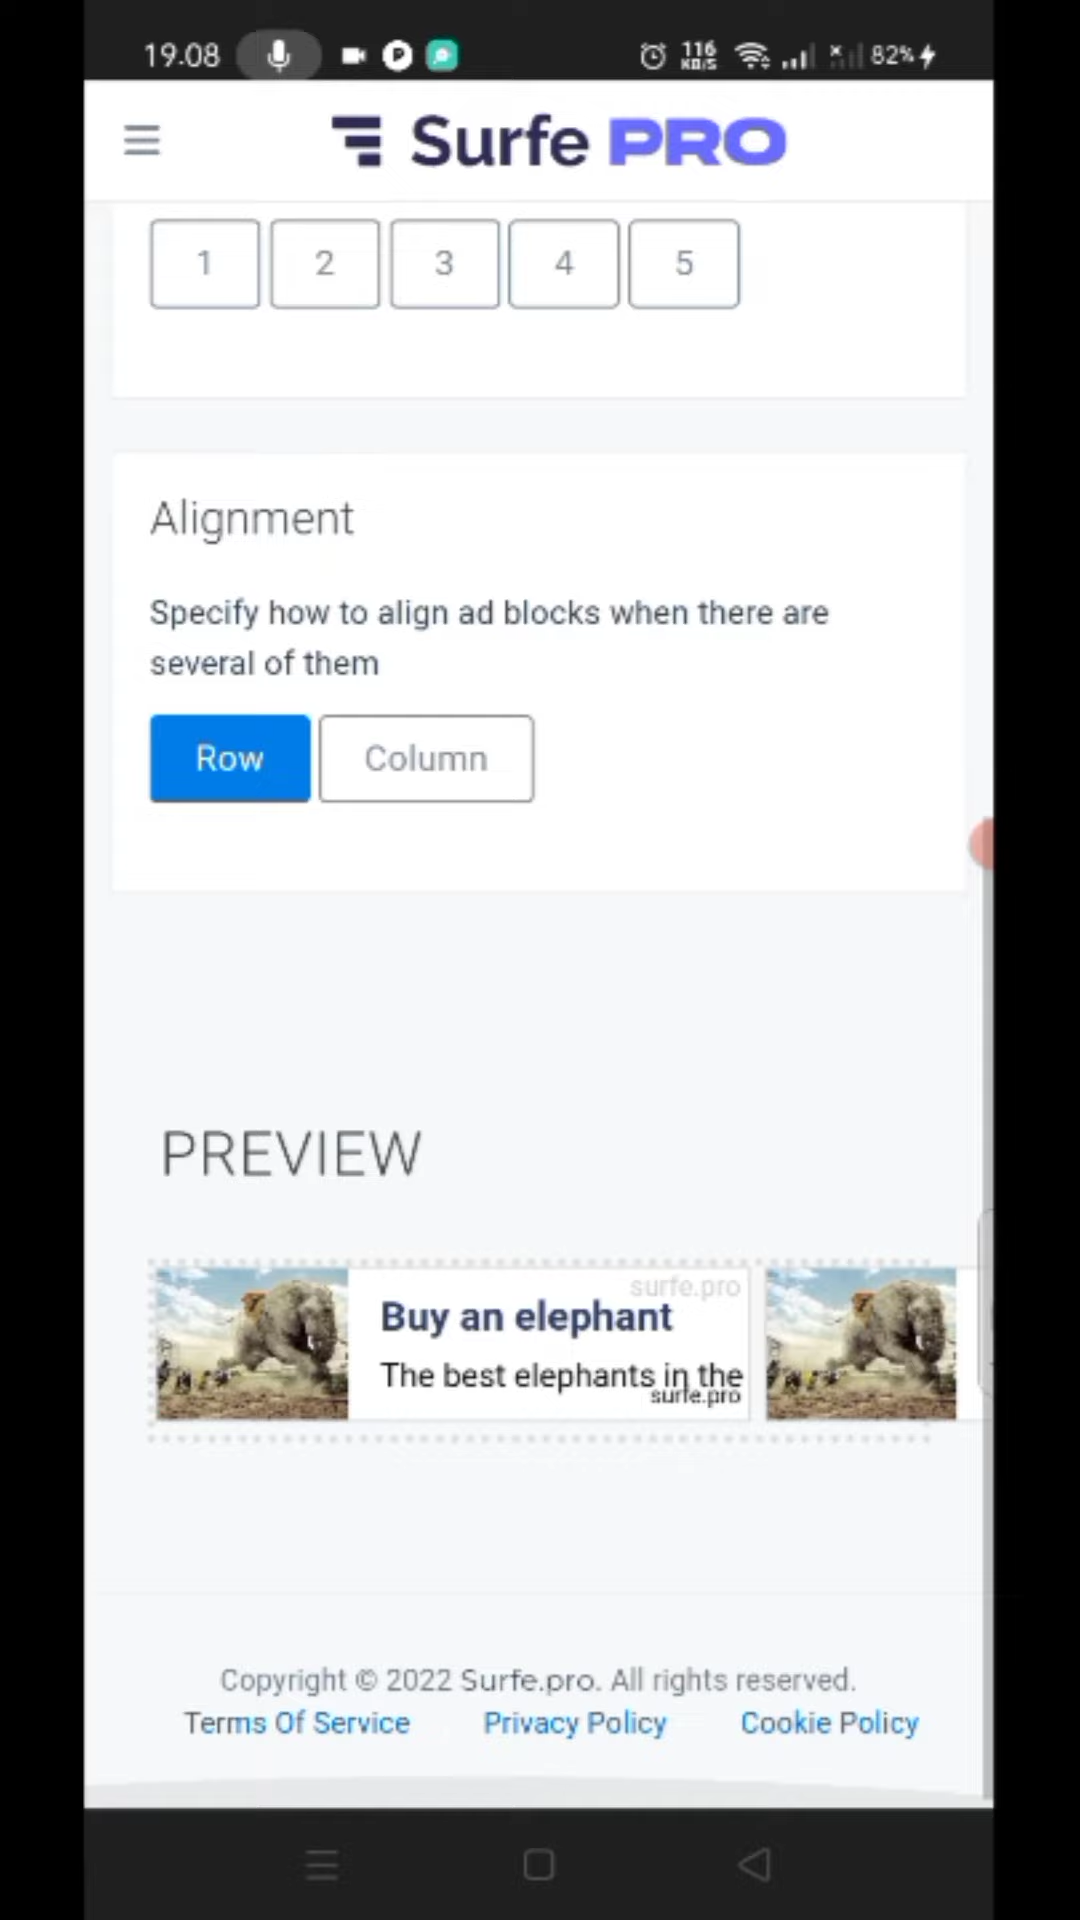 19.08
116
KB/S
82%
Surfe PRO
1 2 3 4 5
Alignment
Specify how to align ad blocks when there are
several of them
Row Column
PREVIEW
surfe.pro
Buy an elephant
The best elephants in the
surfe.pro
Copyright © 2022 Surfe.pro. All rights reserved.
Terms Of Service Privacy Policy Cookie Policy